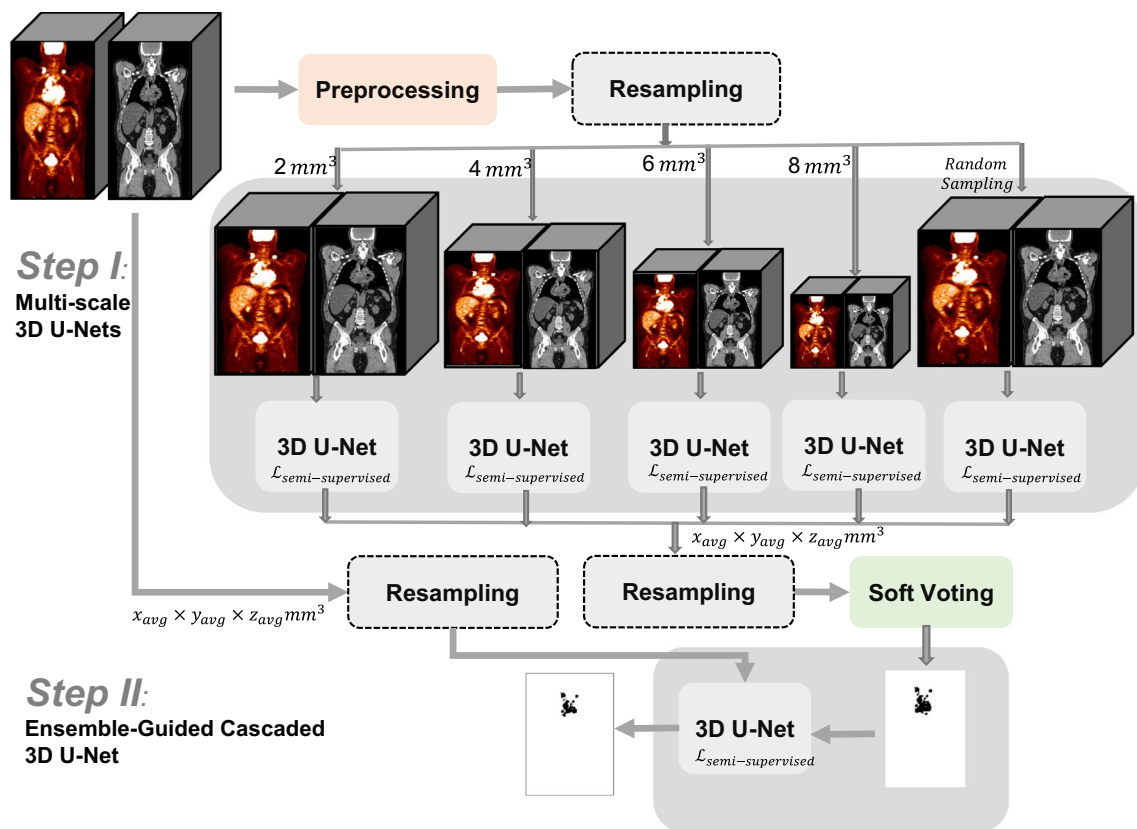 Preprocessing
Resampling
2 mm³
4 mm³
6 mm³
8 mm³
Random
Sampling
Step I:
Multi-scale
3D U-Nets
3D U-Net
ℒsemi−supervised
3D U-Net
ℒsemi−supervised
3D U-Net
ℒsemi−supervised
3D U-Net
ℒsemi−supervised
3D U-Net
ℒsemi−supervised
xavg × yavg × zavg mm³
Resampling
Resampling
Soft Voting
xavg × yavg × zavg mm³
Step II:
Ensemble-Guided Cascaded
3D U-Net
3D U-Net
ℒsemi−supervised